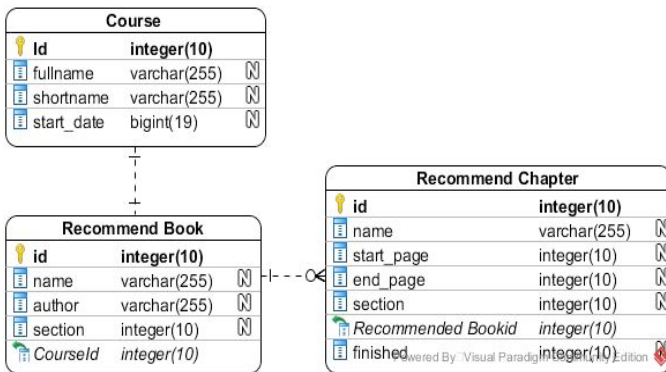 Course
Id integer(10)
fullname varchar(255) N
shortname varchar(255) N
start_date bigint(19) N
Recommend Book
id integer(10)
name varchar(255) N
author varchar(255) N
section integer(10) N
CourseId integer(10)
Recommend Chapter
id integer(10)
name varchar(255) N
start_page integer(10) N
end_page integer(10) N
section integer(10) N
Recommended Bookid integer(10)
finished integer(10) N
Powered By Visual Paradigm Community Edition